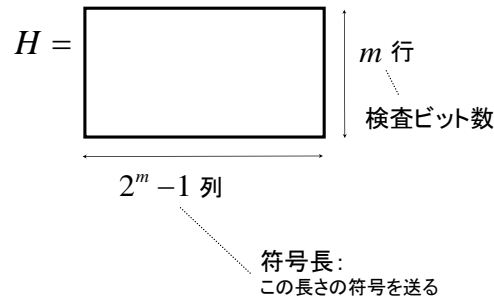 H =
m 行
検査ビット数
2^m − 1 列
符号長:
この長さの符号を送る